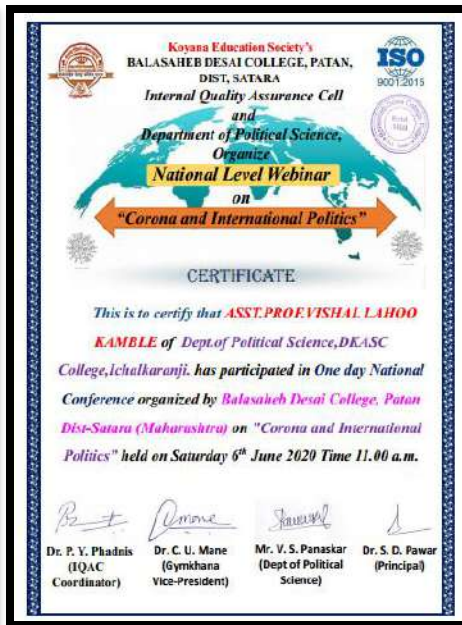 Koyana Education Society's
BALASAHEB DESAI COLLEGE, PATAN,
DIST, SATARA
Internal Quality Assurance Cell
and
Department of Political Science,
Organize
National Level Webinar
on
"Corona and International Politics"
ISO
9001:2015
CERTIFICATE
This is to certify that ASST.PROF.VISHAL LAHOO
KAMBLE of Dept.of Political Science,DKASC
College,Ichalkaranji. has participated in One day National
Conference organized by Balasaheb Desai College, Patan
Dist-Satara (Maharashtra) on "Corona and International
Politics" held on Saturday 6th June 2020 Time 11.00 a.m.
Dr. P. Y. Phadnis
(IQAC
Coordinator)
Dr. C. U. Mane
(Gymkhana
Vice-President)
Mr. V. S. Panaskar
(Dept of Political
Science)
Dr. S. D. Pawar
(Principal)